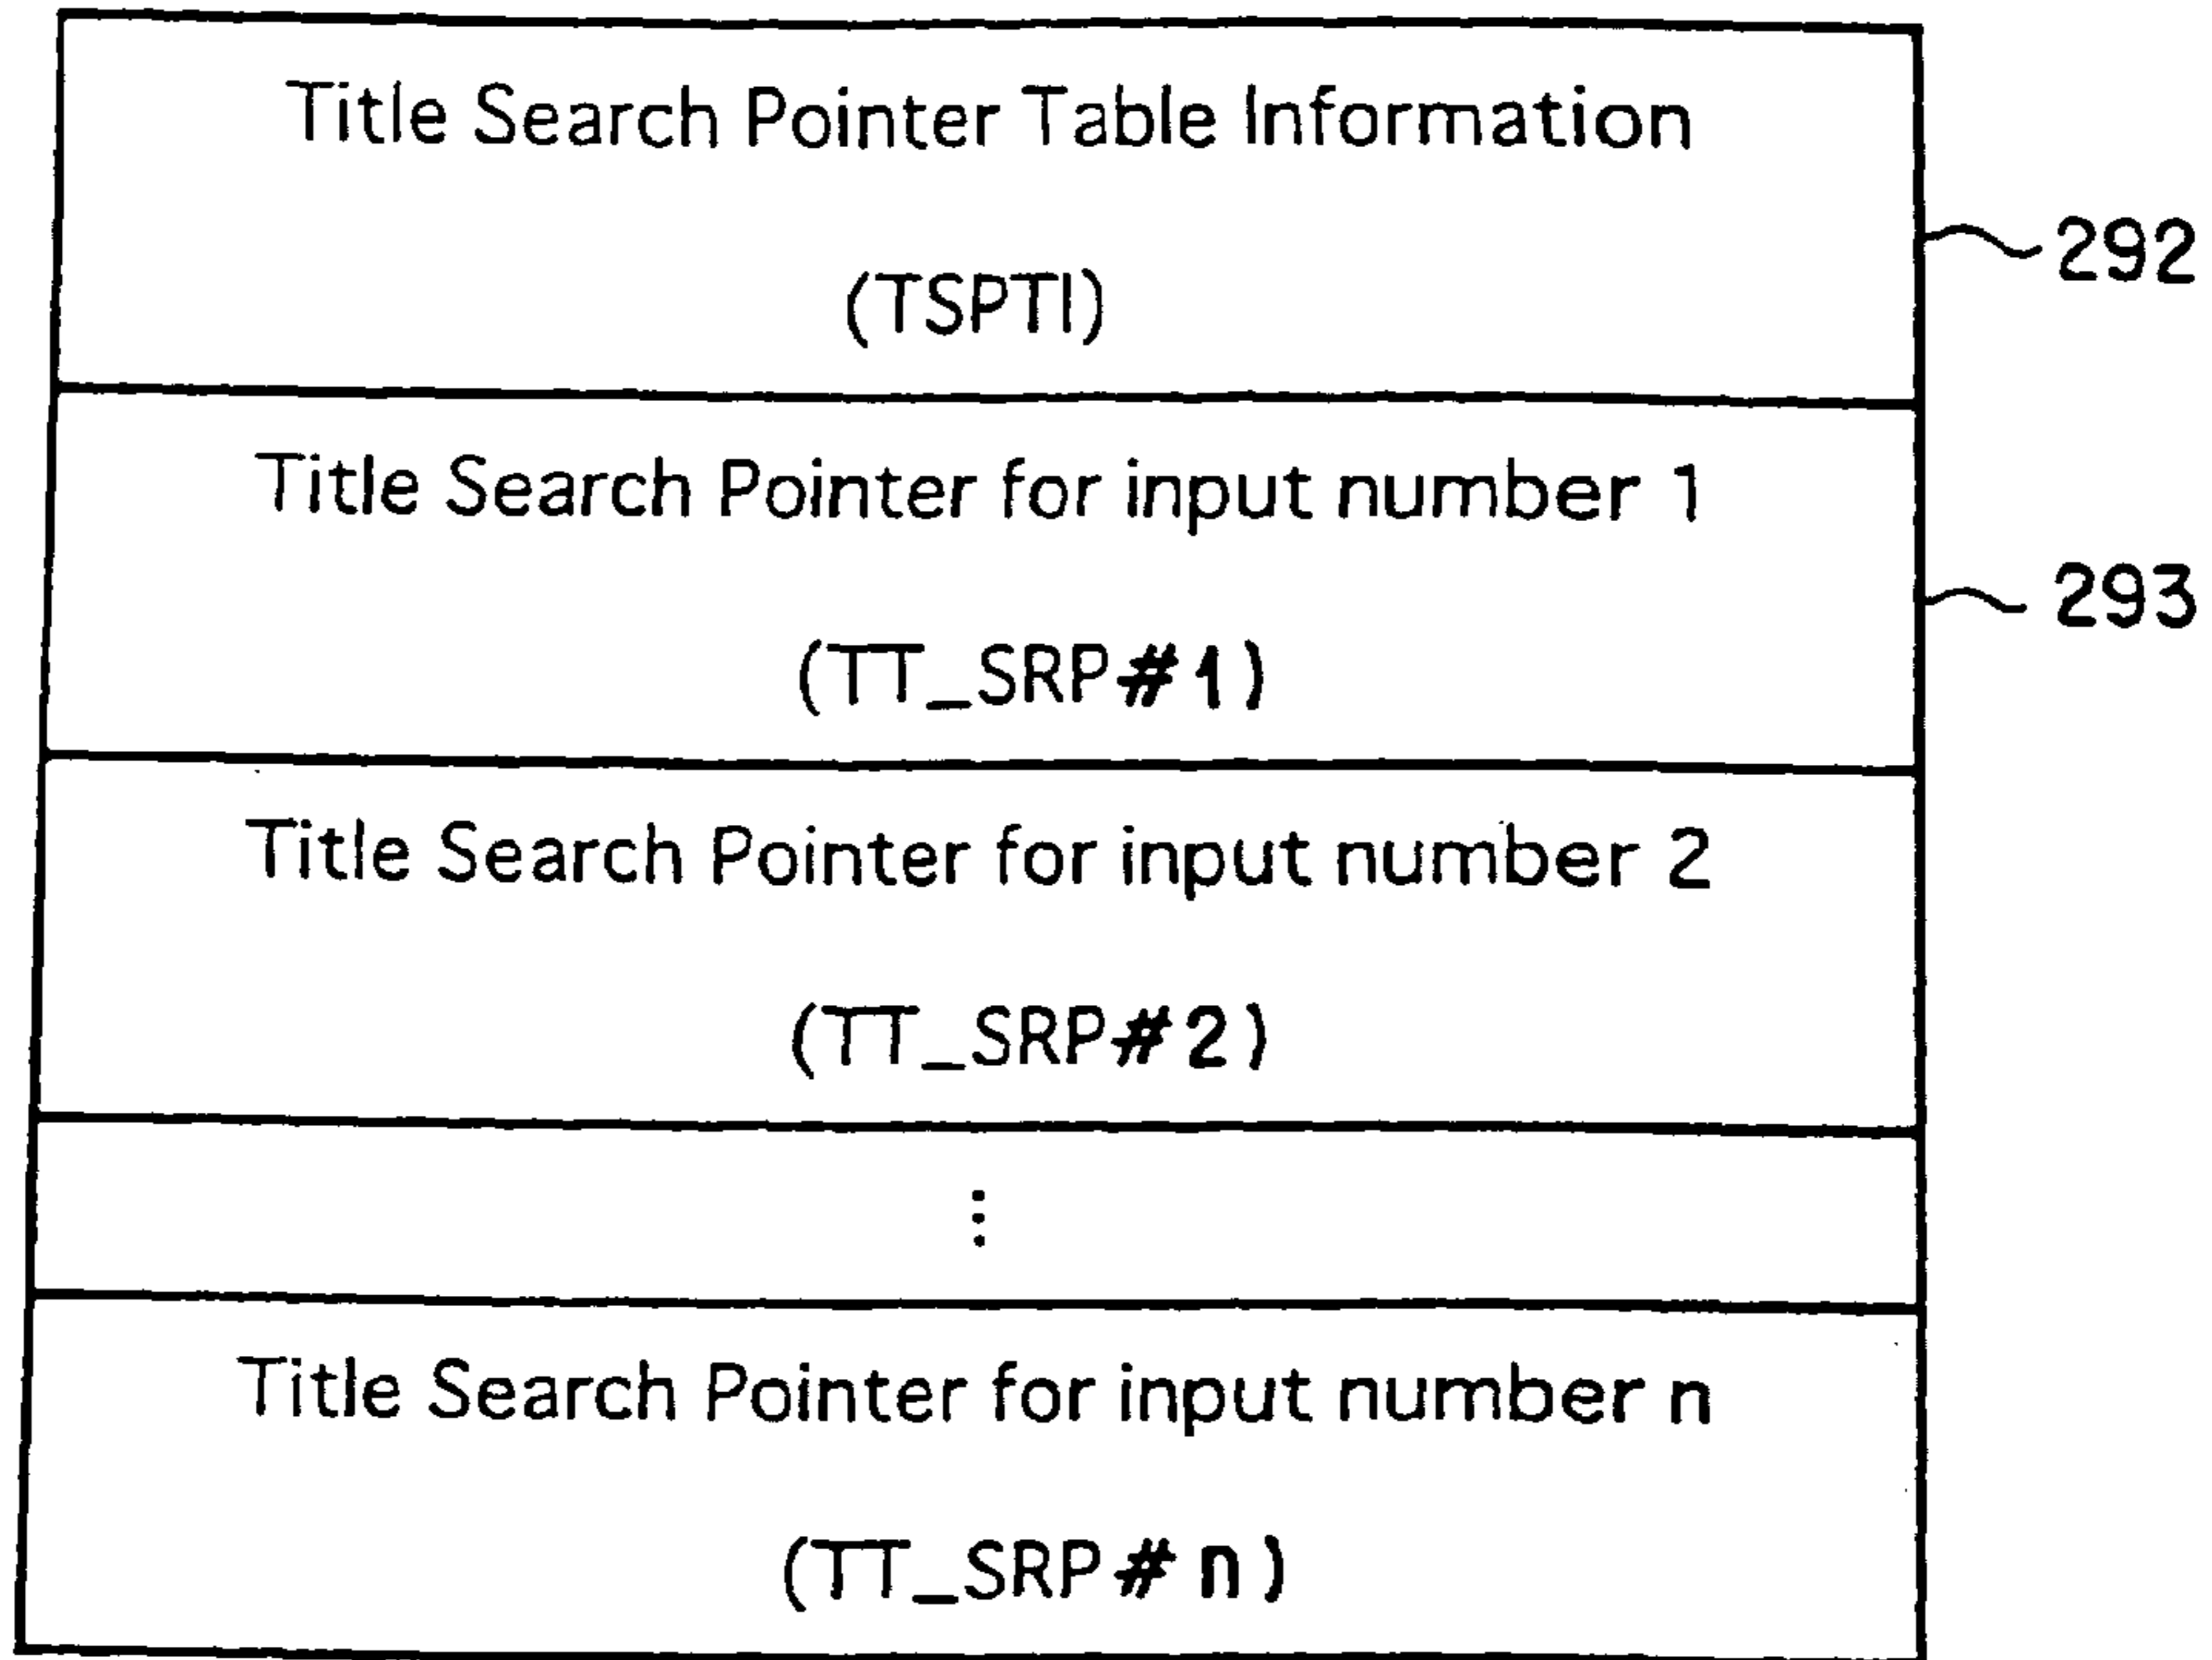 Title Search Pointer Table Information
(TSPTI)
292
Title Search Pointer for input number 1
293
(TT_SRP#1)
Title Search Pointer for input number 2
(TT_SRP#2)
⋮
Title Search Pointer for input number n
(TT_SRP#n)